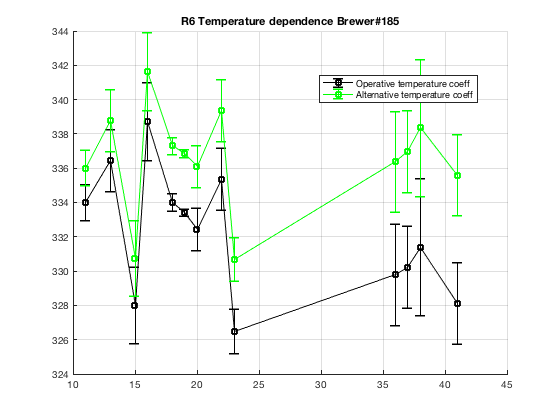 R6 Temperature dependence Brewer#185
344
342
340
338
336
334
332
330
328
326
324
Operative temperature coeff
Alternative temperature coeff
10 15 20 25 30 35 40 45